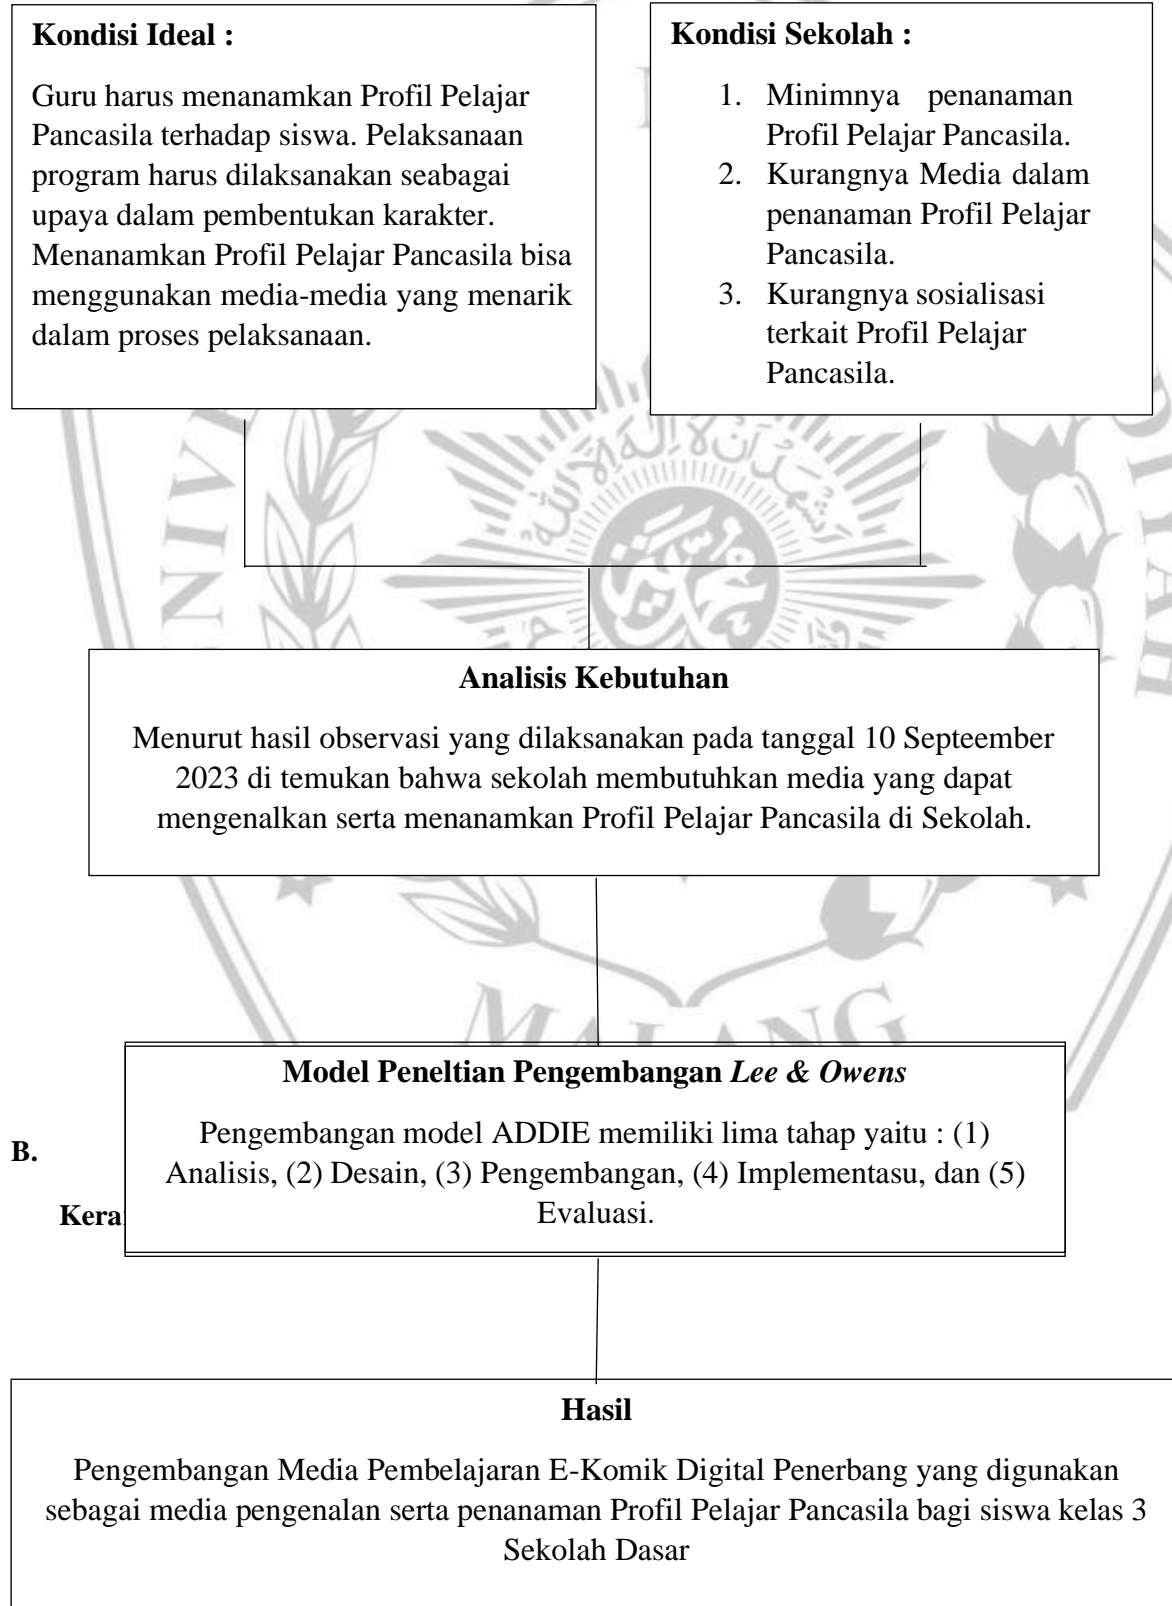 Kondisi Ideal :
Guru harus menanamkan Profil Pelajar
Pancasila terhadap siswa. Pelaksanaan
program harus dilaksanakan seabagai
upaya dalam pembentukan karakter.
Menanamkan Profil Pelajar Pancasila bisa
menggunakan media-media yang menarik
dalam proses pelaksanaan.
Kondisi Sekolah :
1. Minimnya penanaman
Profil Pelajar Pancasila.
2. Kurangnya Media dalam
penanaman Profil Pelajar
Pancasila.
3. Kurangnya sosialisasi
terkait Profil Pelajar
Pancasila.
Analisis Kebutuhan
Menurut hasil observasi yang dilaksanakan pada tanggal 10 Septeember
2023 di temukan bahwa sekolah membutuhkan media yang dapat
mengenalkan serta menanamkan Profil Pelajar Pancasila di Sekolah.
MALANG
Model Peneltian Pengembangan Lee & Owens
Pengembangan model ADDIE memiliki lima tahap yaitu : (1)
Analisis, (2) Desain, (3) Pengembangan, (4) Implementasu, dan (5)
Evaluasi.
B.
Hasil
Pengembangan Media Pembelajaran E-Komik Digital Penerbang yang digunakan
sebagai media pengenalan serta penanaman Profil Pelajar Pancasila bagi siswa kelas 3
Sekolah Dasar